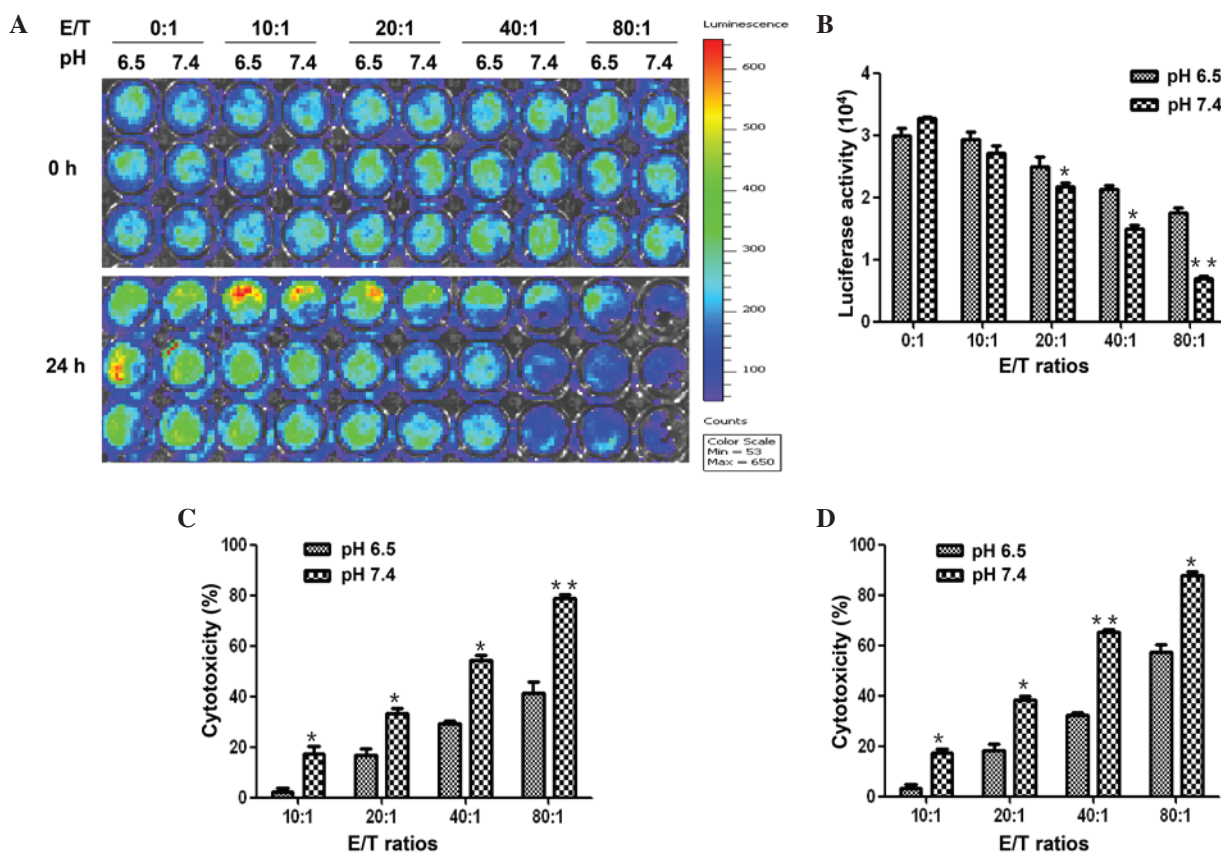 A
E/T 0:1 10:1 20:1 40:1 80:1
pH 6.5 7.4 6.5 7.4 6.5 7.4 6.5 7.4 6.5 7.4
0 h
24 h
Luminescence
600
500
400
300
200
100
Counts
Color Scale
Min = 53
Max = 650
B
pH 6.5
pH 7.4
Luciferase activity (10⁴)
4
3
2
1
0
*
*
* *
0:1 10:1 20:1 40:1 80:1
E/T ratios
C
pH 6.5
pH 7.4
Cytotoxicity (%)
100
80
60
40
20
0
*
*
*
* *
10:1 20:1 40:1 80:1
E/T ratios
D
pH 6.5
pH 7.4
Cytotoxicity (%)
100
80
60
40
20
0
*
*
* *
*
10:1 20:1 40:1 80:1
E/T ratios